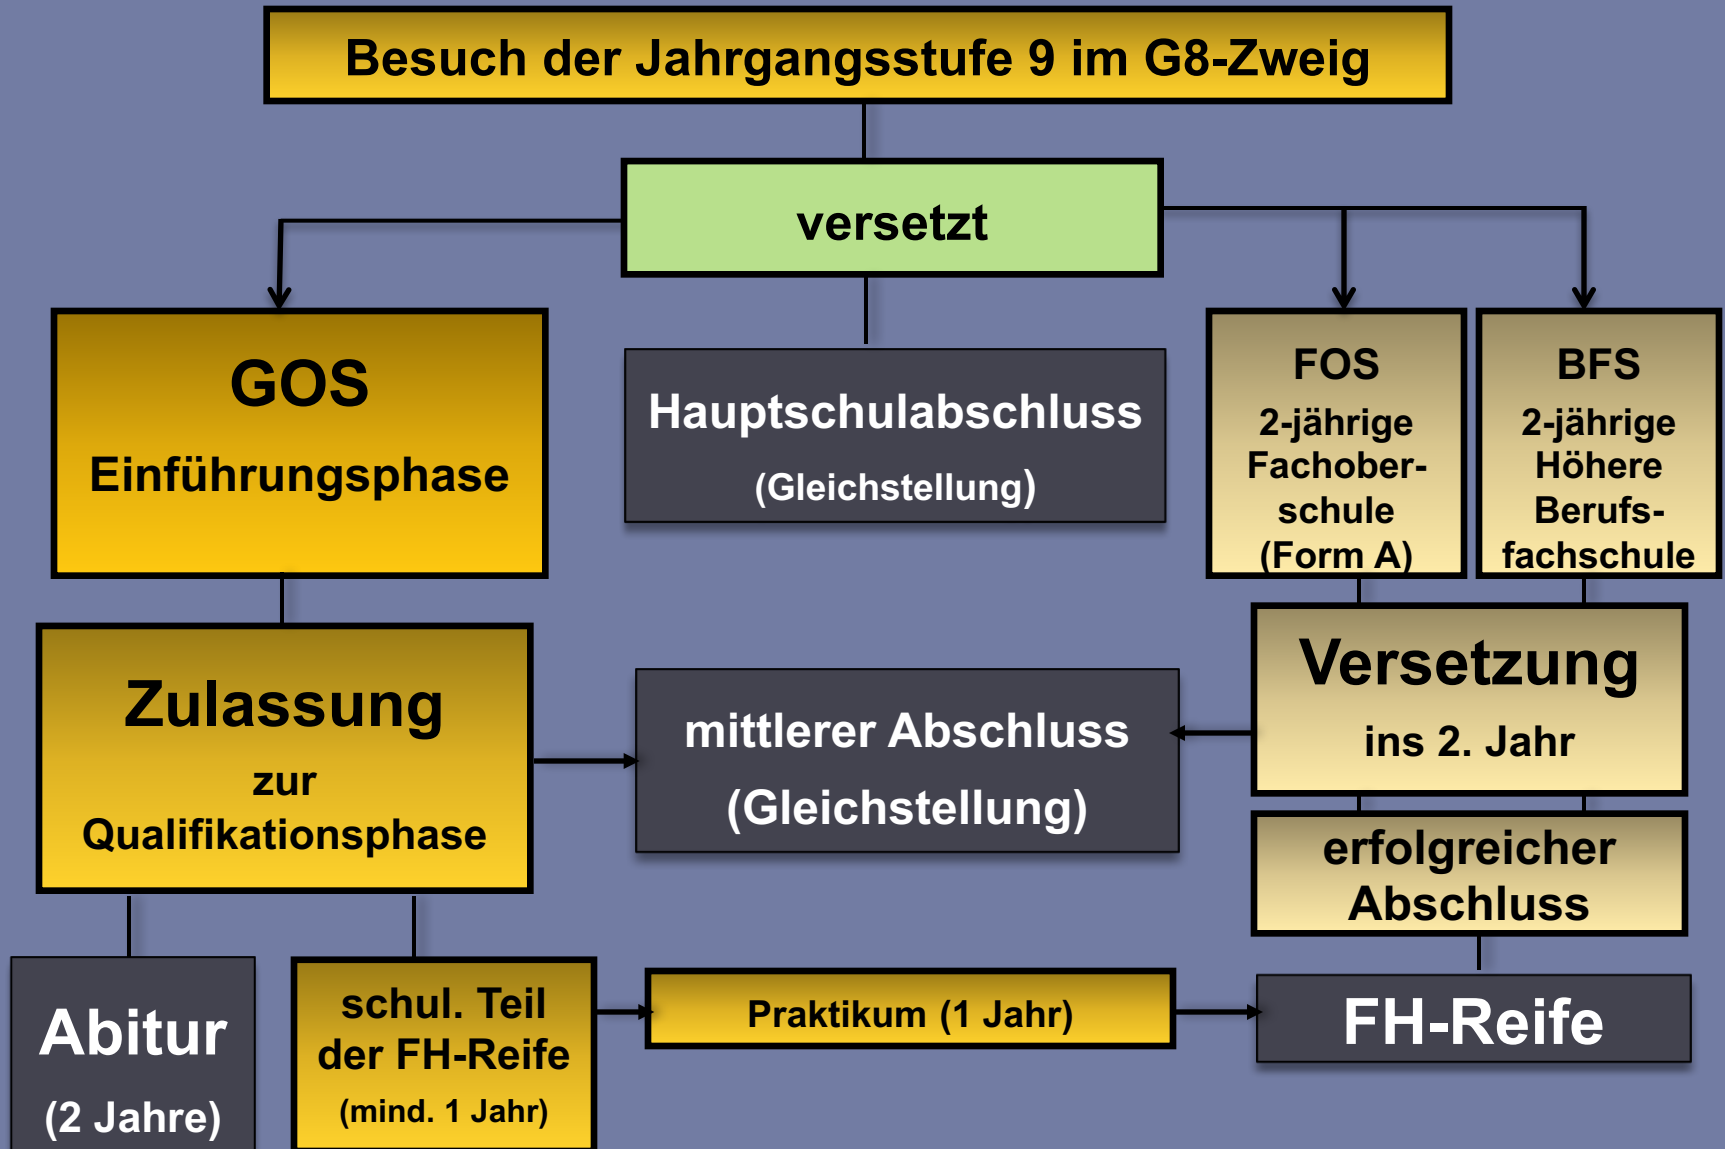 Besuch der Jahrgangsstufe 9 im G8-Zweig
versetzt
GOS
Einführungsphase
Hauptschulabschluss
(Gleichstellung)
FOS
2-jährige
Fachober-
schule
(Form A)
BFS
2-jährige
Höhere
Berufs-
fachschule
Zulassung
zur
Qualifikationsphase
mittlerer Abschluss
(Gleichstellung)
Versetzung
ins 2. Jahr
erfolgreicher
Abschluss
Abitur
(2 Jahre)
schul. Teil
der FH-Reife
(mind. 1 Jahr)
Praktikum (1 Jahr)
FH-Reife